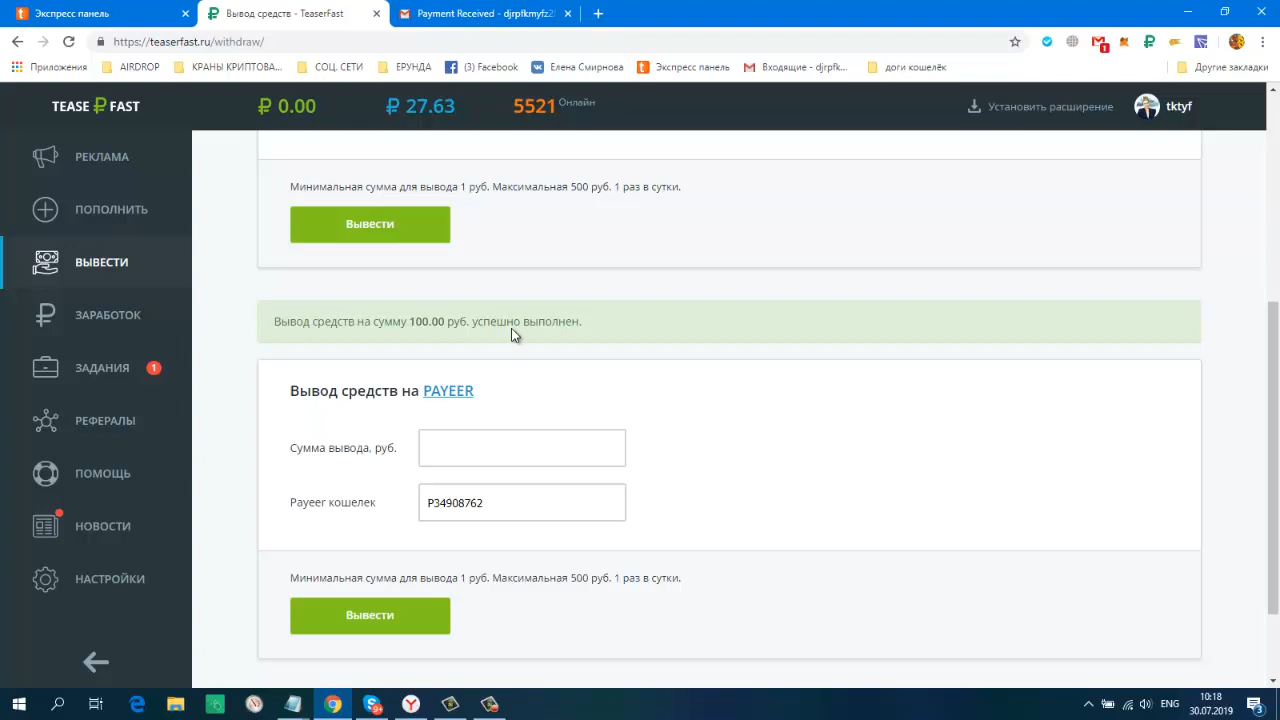 Экспресс панель
Вывод средств - TeaserFast
Payment Received - djrpfkmyfz2
https://teaserfast.ru/withdraw/
1
Приложения
AIRDROP
КРАНЫ КРИПТОВА...
СОЦ. СЕТИ
ЕРУНДА
(3) Facebook
Елена Смирнова
Экспресс панель
Входящие - djrpfk...
доги кошелёк
Другие закладки
TEASE ₽ FAST
₽ 0.00
₽ 27.63
5521 Онлайн
Установить расширение
tktyf
РЕКЛАМА
ПОПОЛНИТЬ
ВЫВЕСТИ
ЗАРАБОТОК
ЗАДАНИЯ 1
РЕФЕРАЛЫ
ПОМОЩЬ
НОВОСТИ
НАСТРОЙКИ
Минимальная сумма для вывода 1 руб. Максимальная 500 руб. 1 раз в сутки.
Вывести
Вывод средств на сумму 100.00 руб. успешно выполнен.
Вывод средств на PAYEER
Сумма вывода, руб.
Payeer кошелек
P34908762
Минимальная сумма для вывода 1 руб. Максимальная 500 руб. 1 раз в сутки.
Вывести
ENG
10:18
30.07.2019
3